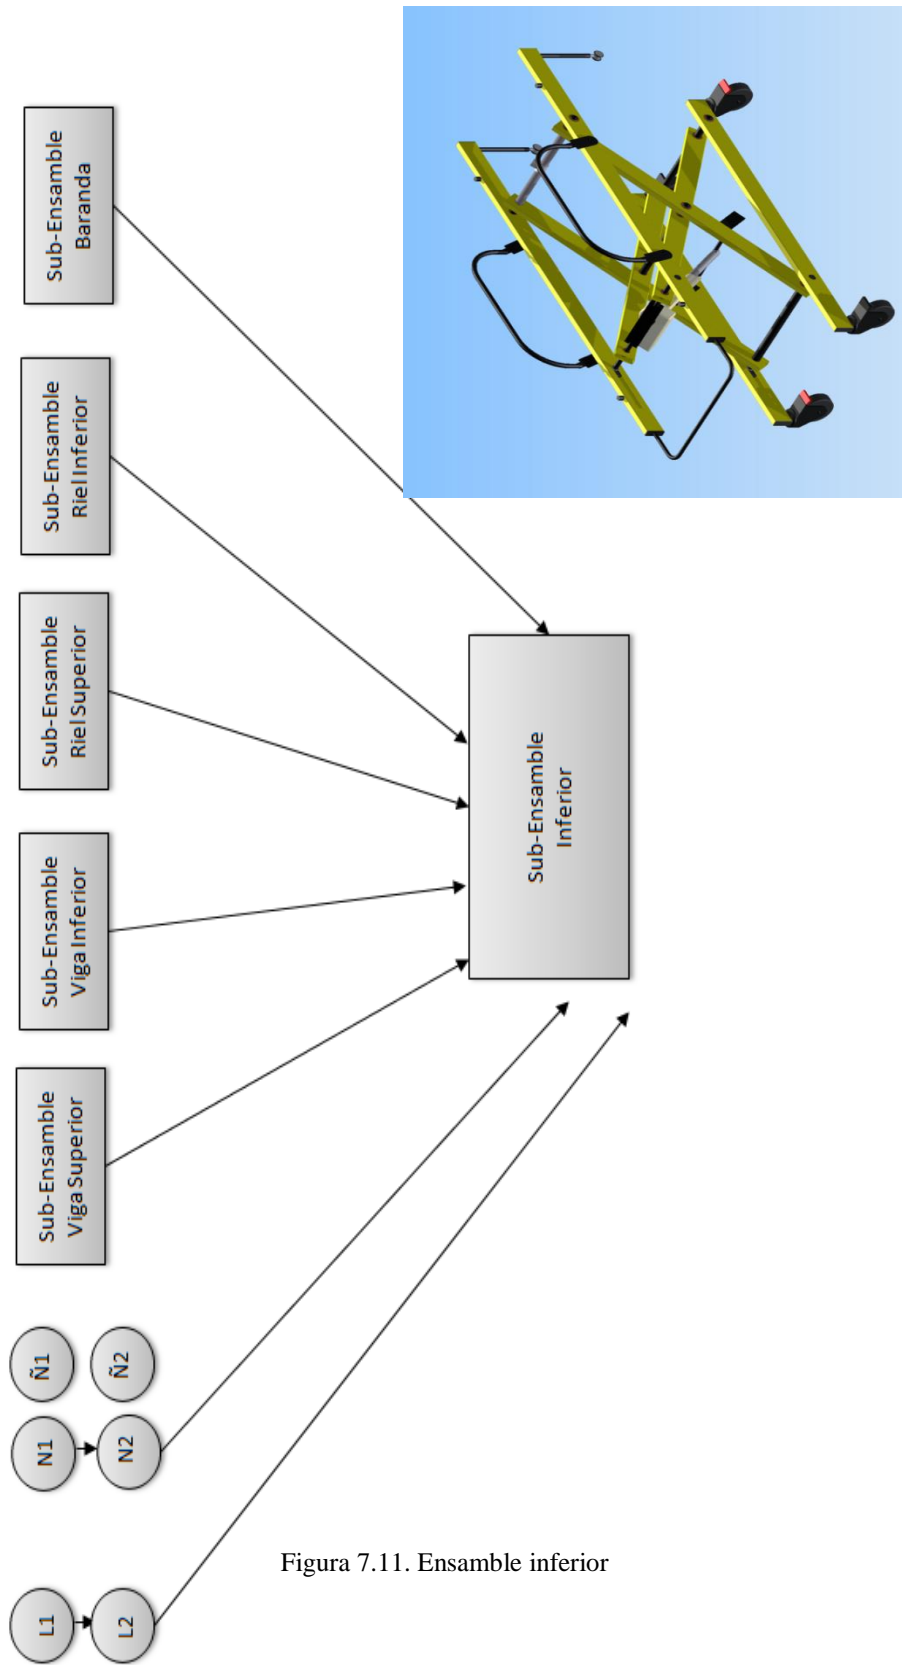 Sub-Ensamble
Baranda
Sub-Ensamble
Riel Inferior
Sub-Ensamble
Riel Superior
Sub-Ensamble
Viga Inferior
Sub-Ensamble
Viga Superior
Sub-Ensamble
Inferior
Ñ1
Ñ2
N1
N2
L1
L2
Figura 7.11. Ensamble inferior